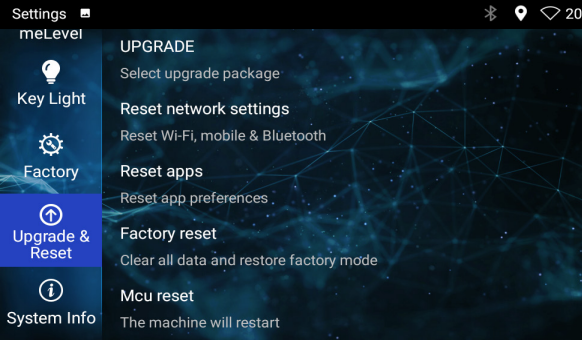 Settings
20
meLevel
Key Light
Factory
Upgrade &
Reset
System Info
UPGRADE
Select upgrade package
Reset network settings
Reset Wi-Fi, mobile & Bluetooth
Reset apps
Reset app preferences
Factory reset
Clear all data and restore factory mode
Mcu reset
The machine will restart